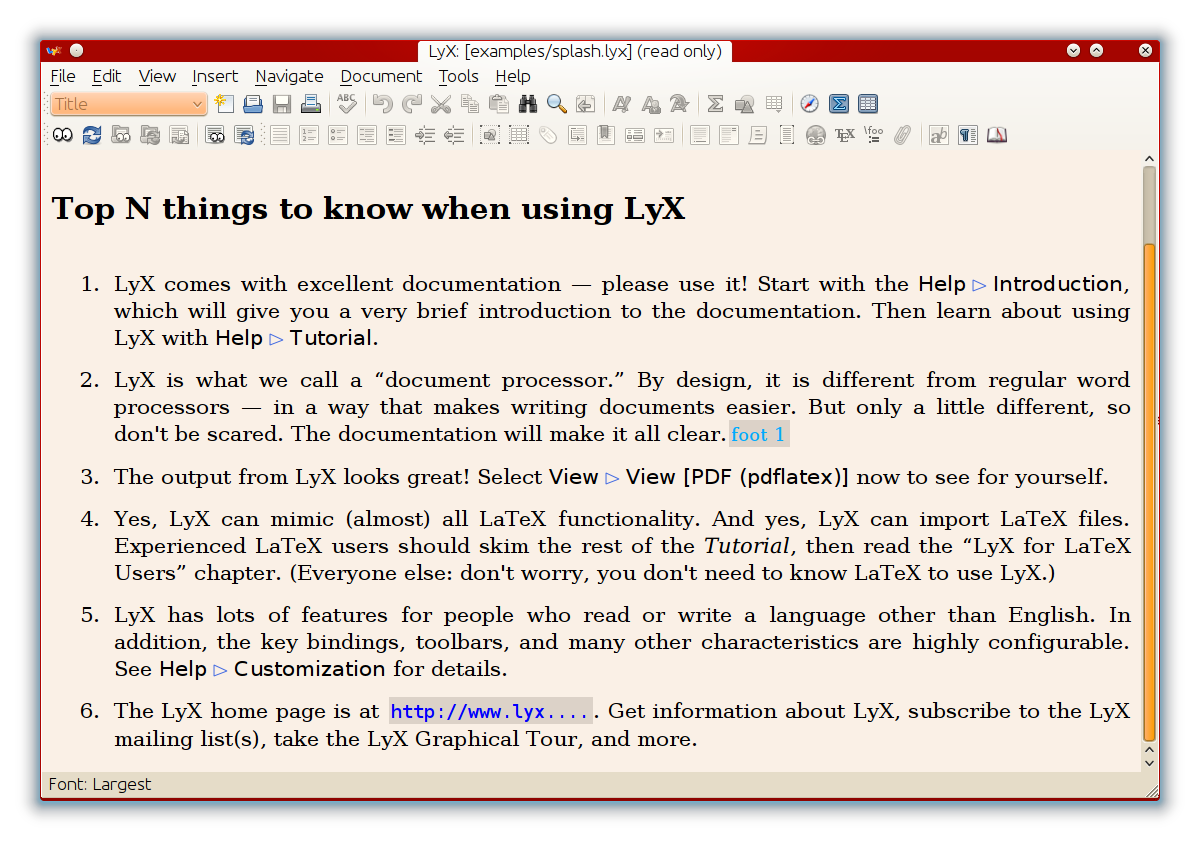 LyX: [examples/splash.lyx] (read only)
File Edit View Insert Navigate Document Tools Help
Title
ABC
TEX \foo ab
Top N things to know when using LyX
1. LyX comes with excellent documentation — please use it! Start with the Help ▷ Introduction,
which will give you a very brief introduction to the documentation. Then learn about using
LyX with Help ▷ Tutorial.
2. LyX is what we call a “document processor.” By design, it is different from regular word
processors — in a way that makes writing documents easier. But only a little different, so
don't be scared. The documentation will make it all clear. foot 1
3. The output from LyX looks great! Select View ▷ View [PDF (pdflatex)] now to see for yourself.
4. Yes, LyX can mimic (almost) all LaTeX functionality. And yes, LyX can import LaTeX files.
Experienced LaTeX users should skim the rest of the Tutorial, then read the “LyX for LaTeX
Users” chapter. (Everyone else: don't worry, you don't need to know LaTeX to use LyX.)
5. LyX has lots of features for people who read or write a language other than English. In
addition, the key bindings, toolbars, and many other characteristics are highly configurable.
See Help ▷ Customization for details.
6. The LyX home page is at http://www.lyx..... Get information about LyX, subscribe to the LyX
mailing list(s), take the LyX Graphical Tour, and more.
Font: Largest